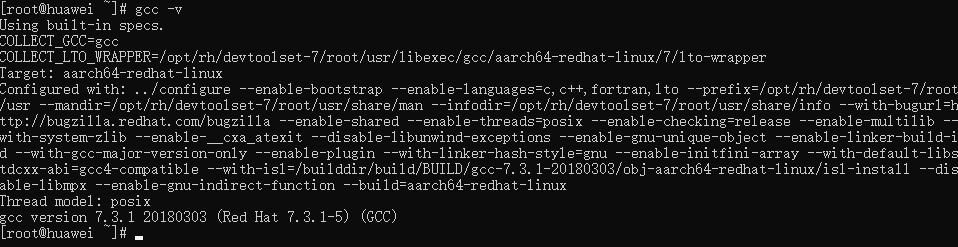 [root@huawei ~]# gcc -v
Using built-in specs.
COLLECT_GCC=gcc
COLLECT_LTO_WRAPPER=/opt/rh/devtoolset-7/root/usr/libexec/gcc/aarch64-redhat-linux/7/lto-wrapper
Target: aarch64-redhat-linux
Configured with: ../configure --enable-bootstrap --enable-languages=c,c++,fortran,lto --prefix=/opt/rh/devtoolset-7/root
/usr --mandir=/opt/rh/devtoolset-7/root/usr/share/man --infodir=/opt/rh/devtoolset-7/root/usr/share/info --with-bugurl=h
ttp://bugzilla.redhat.com/bugzilla --enable-shared --enable-threads=posix --enable-checking=release --enable-multilib --
with-system-zlib --enable-__cxa_atexit --disable-libunwind-exceptions --enable-gnu-unique-object --enable-linker-build-i
d --with-gcc-major-version-only --enable-plugin --with-linker-hash-style=gnu --enable-initfini-array --with-default-libs
tdcxx-abi=gcc4-compatible --with-isl=/builddir/build/BUILD/gcc-7.3.1-20180303/obj-aarch64-redhat-linux/isl-install --dis
able-libmpx --enable-gnu-indirect-function --build=aarch64-redhat-linux
Thread model: posix
gcc version 7.3.1 20180303 (Red Hat 7.3.1-5) (GCC)
[root@huawei ~]#